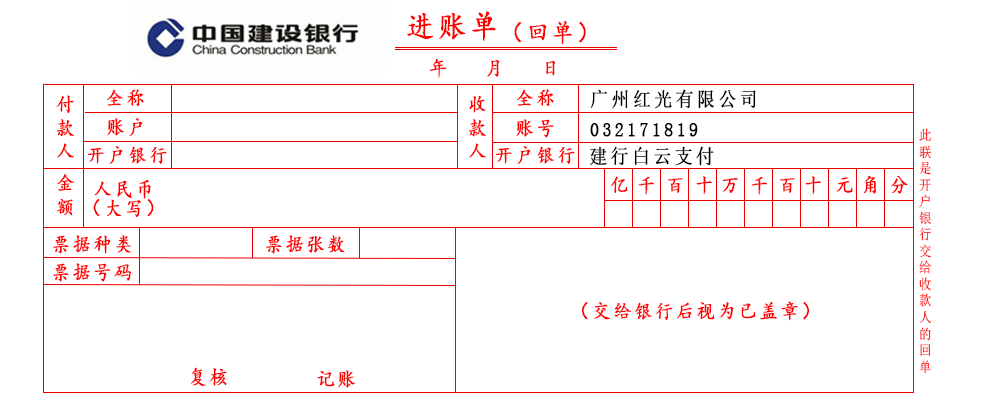 中国建设银行
China Construction Bank
进账单（回单）
年 月 日
付款人 全称 收款人 全称 广州红光有限公司
账户 账号 032171819
开户银行 开户银行 建行白云支付
金额 人民币（大写） 亿 千 百 十 万 千 百 十 元 角 分
票据种类 票据张数
票据号码
（交给银行后视为已盖章）
复核 记账
此联是开户银行交给收款人的回单